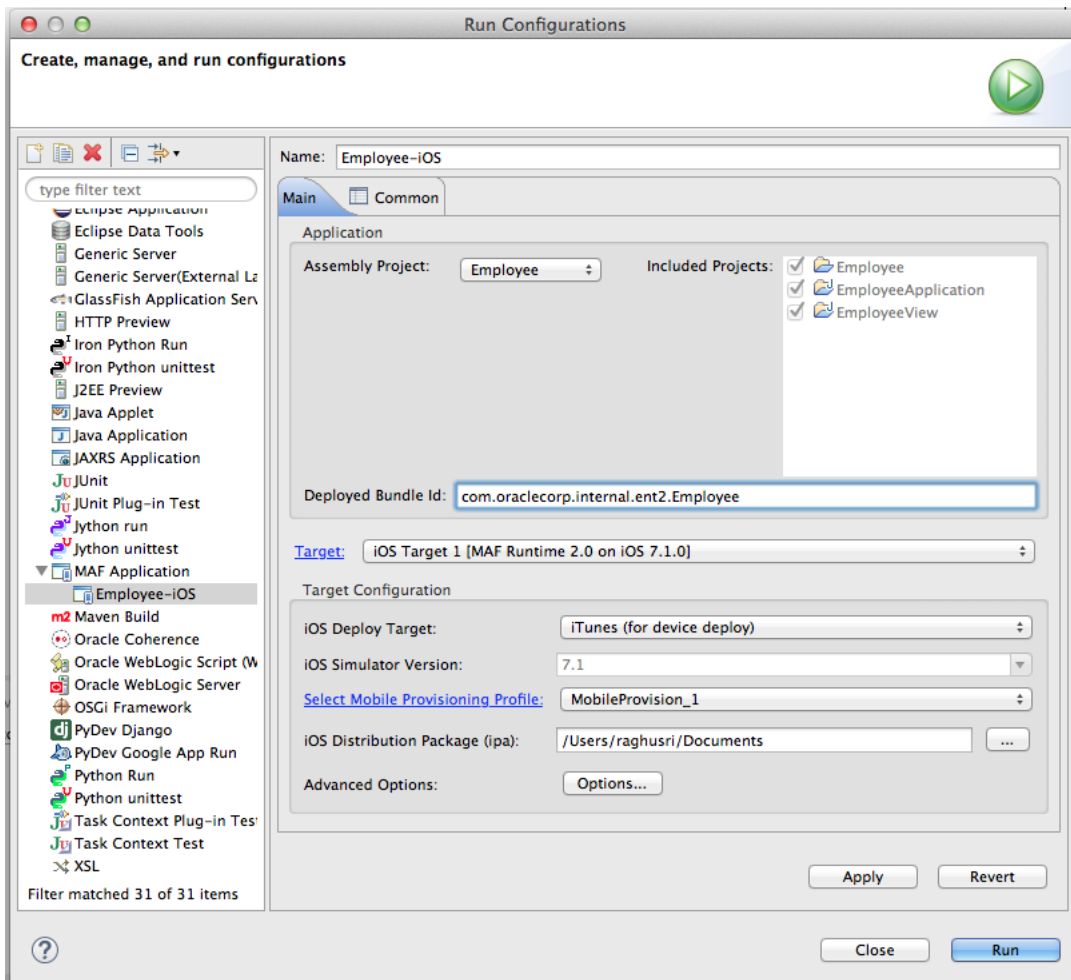 Run Configurations
Create, manage, and run configurations
type filter text
Eclipse Application
Eclipse Data Tools
Generic Server
Generic Server(External La
GlassFish Application Serv
HTTP Preview
Iron Python Run
Iron Python unittest
J2EE Preview
Java Applet
Java Application
JAXRS Application
JUnit
JUnit Plug-in Test
Jython run
Jython unittest
MAF Application
Employee-iOS
Maven Build
Oracle Coherence
Oracle WebLogic Script (W
Oracle WebLogic Server
OSGi Framework
PyDev Django
PyDev Google App Run
Python Run
Python unittest
Task Context Plug-in Test
Task Context Test
XSL
Filter matched 31 of 31 items
Name: Employee-iOS
Main Common
Application
Assembly Project: Employee Included Projects: Employee
EmployeeApplication
EmployeeView
Deployed Bundle Id: com.oraclecorp.internal.ent2.Employee
Target: iOS Target 1 [MAF Runtime 2.0 on iOS 7.1.0]
Target Configuration
iOS Deploy Target: iTunes (for device deploy)
iOS Simulator Version: 7.1
Select Mobile Provisioning Profile: MobileProvision_1
iOS Distribution Package (ipa): /Users/raghusri/Documents ...
Advanced Options: Options...
Apply Revert
? Close Run